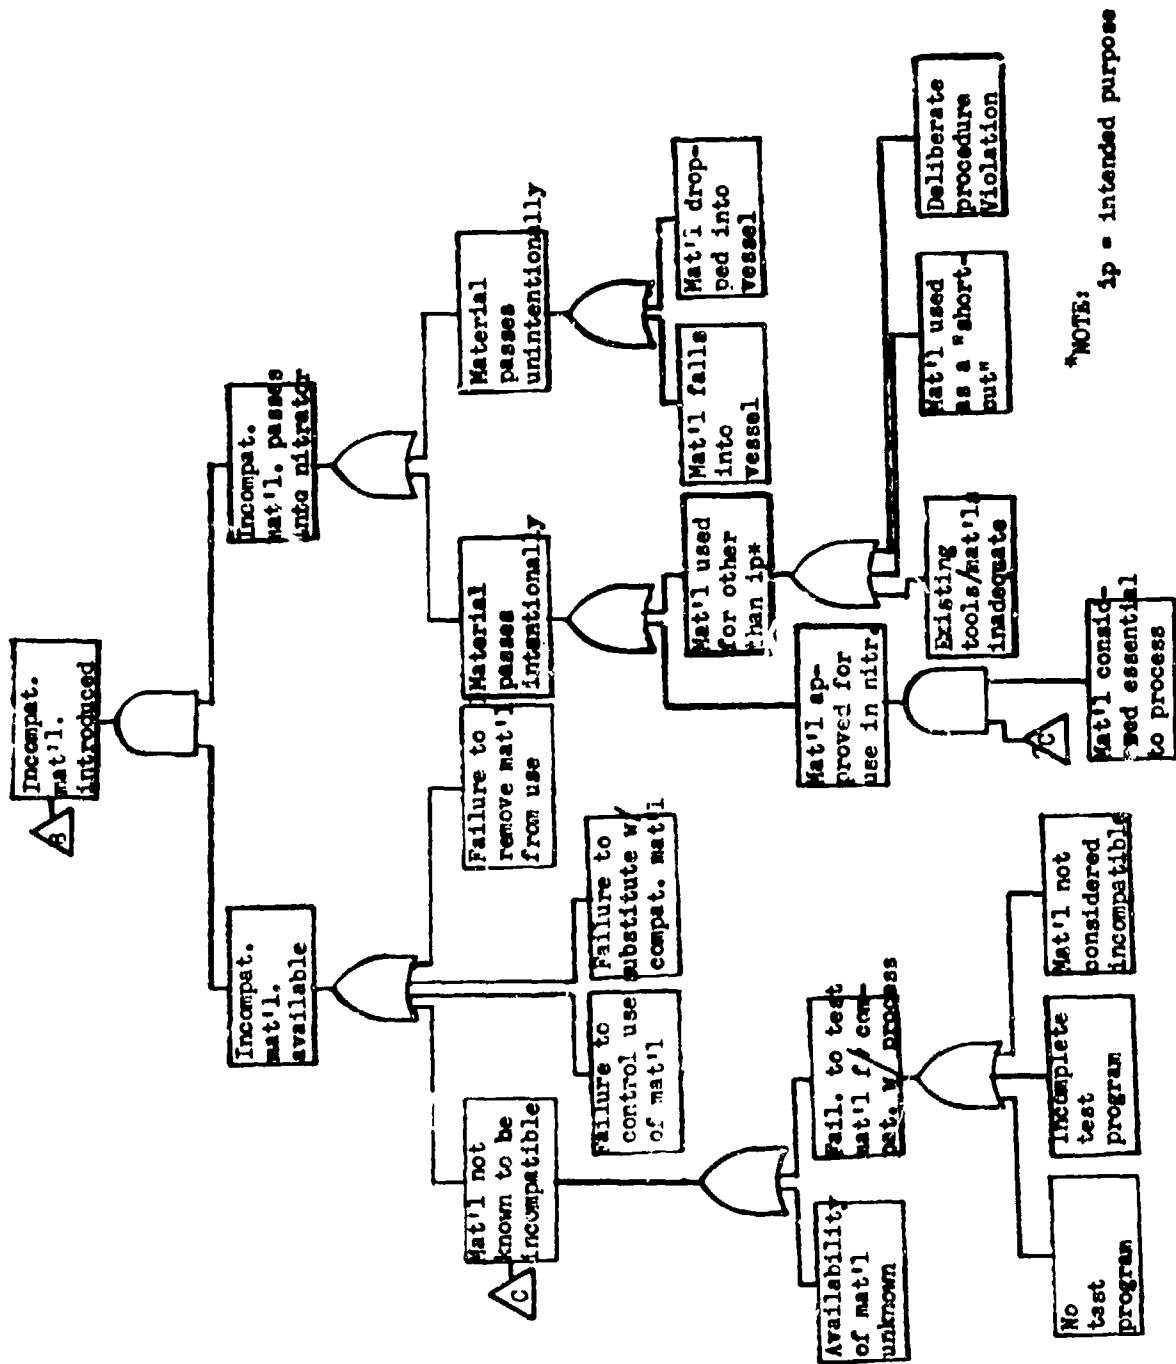 B
Incompat.
mat'l.
introduced
Incompat.
mat'l.
available
Incompat.
mat'l. passes
into nitrator
C
Mat'l not
known to be
incompatible
Failure to
control use
of mat'l
Failure to
substitute w/
compat. mat'l
Failure to
remove mat'l
from use
Material
passes
intentionally
Material
passes
unintentionally
Availability
of mat'l
unknown
Fail. to test
mat'l f/ com-
pat. w/ process
Mat'l ap-
proved for
use in nitr.
Mat'l used
for other
than ip*
Mat'l falls
into
vessel
Mat'l drop-
ped into
vessel
No
test
program
Incomplete
test
program
Mat'l not
considered
incompatible
C
Mat'l consid-
ered essential
to process
Existing
tools/mat'ls
inadequate
Mat'l used
as a "short-
cut"
Deliberate
procedure
Violation
*NOTE:
ip = intended purpose